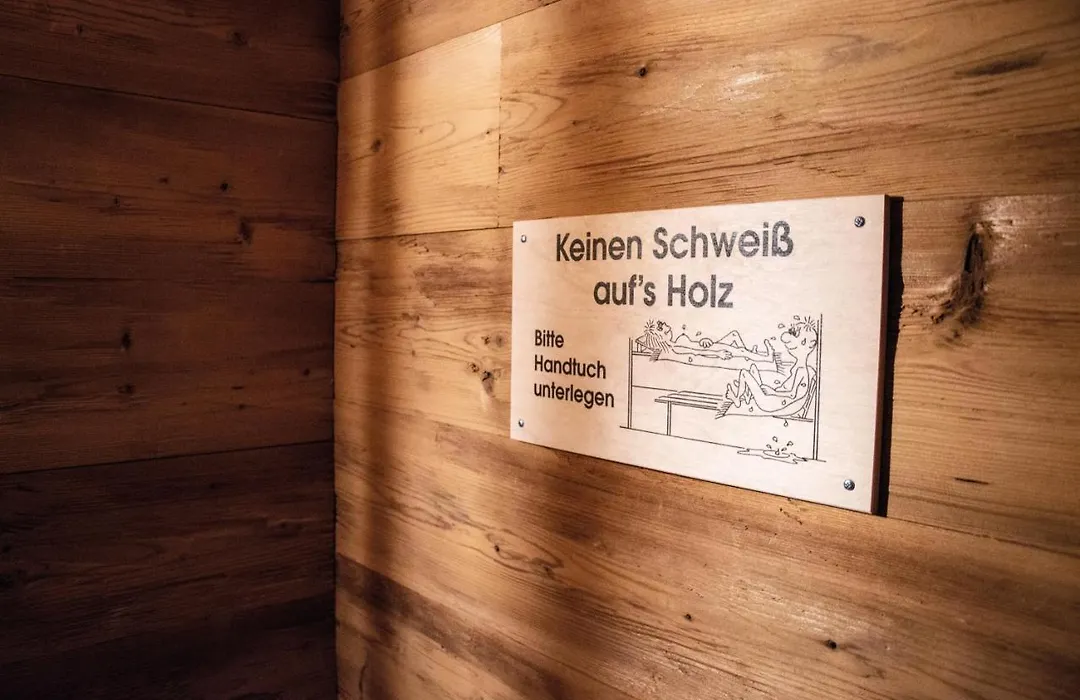 Keinen Schweiß
auf's Holz
Bitte
Handtuch
unterlegen